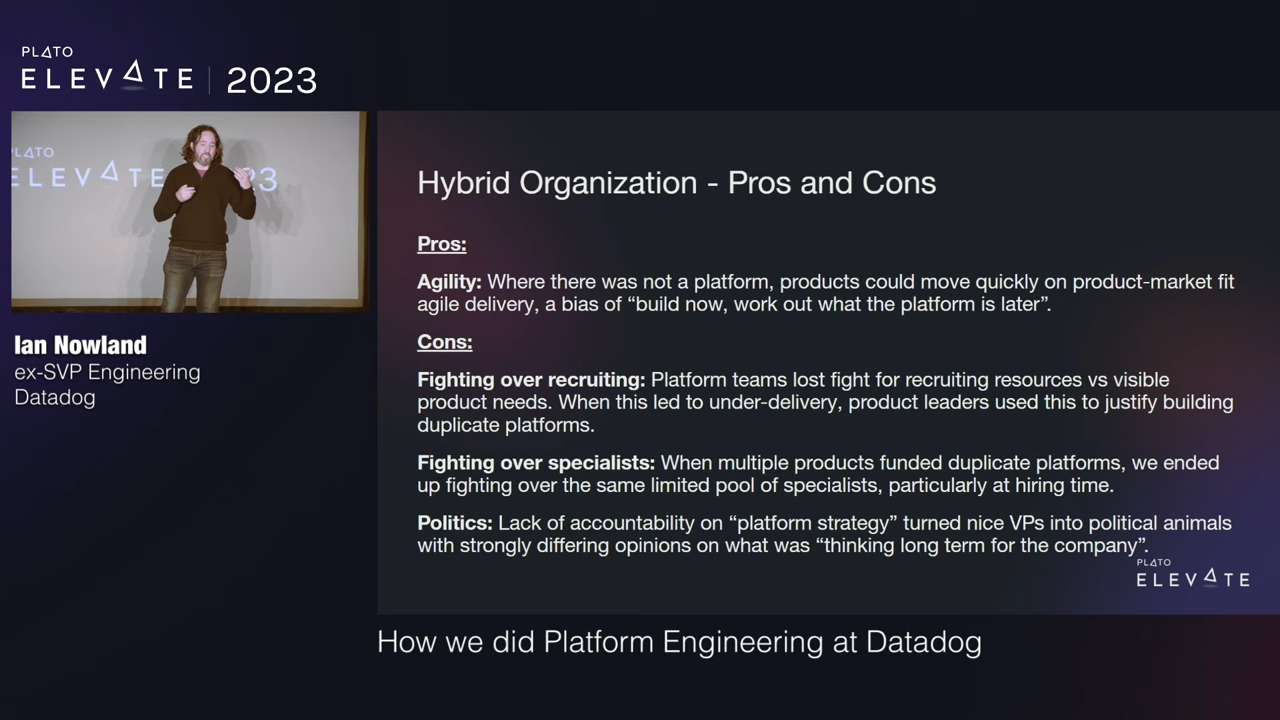 PLATO
ELEVATE | 2023
PLATO
ELEVATE 2023
Ian Nowland
ex-SVP Engineering
Datadog
Hybrid Organization - Pros and Cons
Pros:
Agility: Where there was not a platform, products could move quickly on product-market fit
agile delivery, a bias of “build now, work out what the platform is later”.
Cons:
Fighting over recruiting: Platform teams lost fight for recruiting resources vs visible
product needs. When this led to under-delivery, product leaders used this to justify building
duplicate platforms.
Fighting over specialists: When multiple products funded duplicate platforms, we ended
up fighting over the same limited pool of specialists, particularly at hiring time.
Politics: Lack of accountability on “platform strategy” turned nice VPs into political animals
with strongly differing opinions on what was “thinking long term for the company”.
PLATO
ELEVATE
How we did Platform Engineering at Datadog